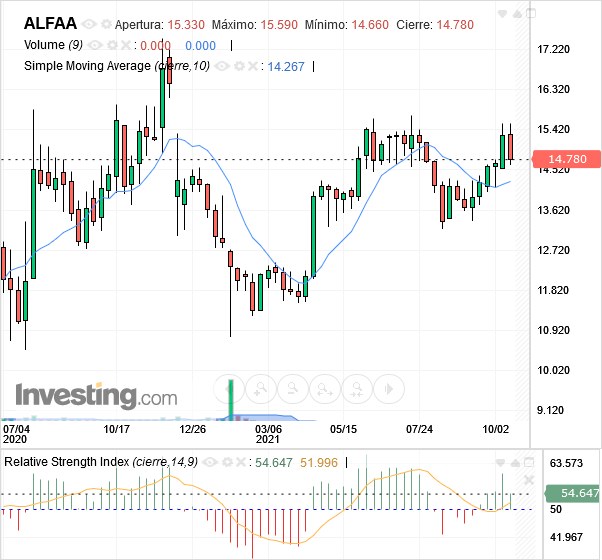 ALFAA Apertura: 15.330 Máximo: 15.590 Mínimo: 14.660 Cierre: 14.780
Volume (9) : 0.000 0.000 |
Simple Moving Average (cierre,10) : 14.267 |
17.220
16.320
15.420
14.780
14.520
13.620
12.720
11.820
10.920
10.020
9.120
Investing.com
07/04 10/17 12/26 03/06 05/15 07/24 10/02
2020 2021
Relative Strength Index (cierre,14,9) : 54.647 51.996 |
63.573
54.647
50
41.967